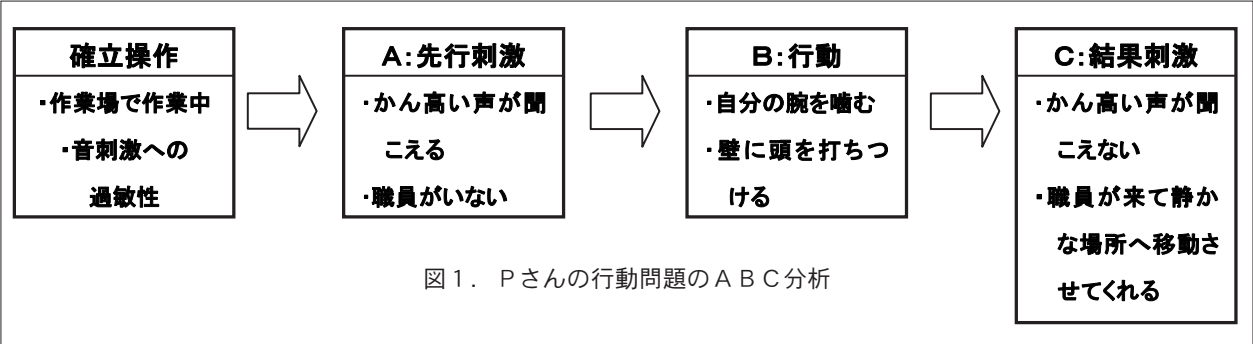 確立操作
・作業場で作業中
・音刺激への
過敏性
A:先行刺激
・かん高い声が聞
こえる
・職員がいない
B:行動
・自分の腕を噛む
・壁に頭を打ちつ
ける
C:結果刺激
・かん高い声が聞
こえない
・職員が来て静か
な場所へ移動さ
せてくれる
図1. Pさんのの行動問題のABC分析